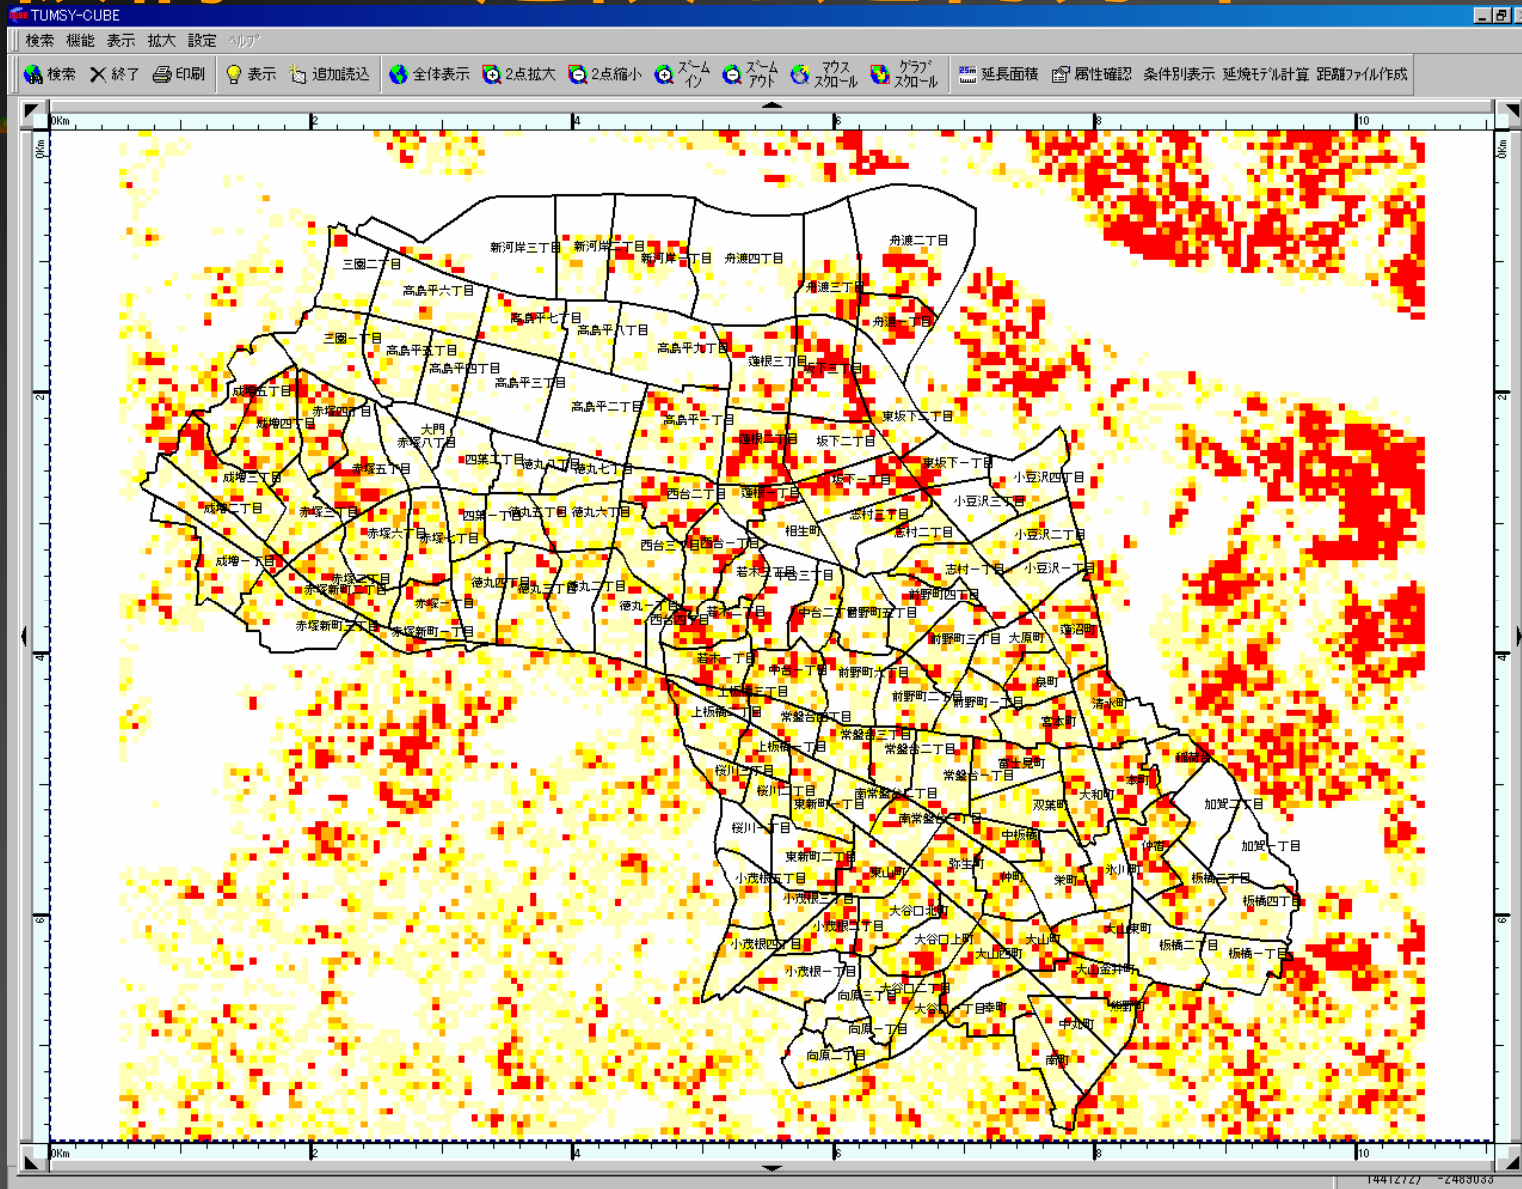 TUMSY-CUBE
検索 機能 表示 拡大 設定 ヘルプ
検索 終了 印刷 表示 追加読込 全体表示 2点拡大 2点縮小 ズームイン ズームアウト マウススクロール グラブスクロール 延長面積 属性確認 条件別表示 延焼モデル計算 距離ファイル作成
0Km 2 4 6 8 10
0Km
2
4
6
0Km
2
4
6
舟渡二丁目
新河岸三丁目 新河岸二丁目
新河岸一丁目 舟渡四丁目
三園二丁目
高島平六丁目 舟渡三丁目
高島平七丁目 舟渡一丁目
高島平八丁目
三園一丁目 高島平九丁目
高島平五丁目 蓮根三丁目
高島平四丁目 坂下三丁目
高島平三丁目
成増五丁目
高島平二丁目
赤塚四丁目 東坂下二丁目
成増四丁目 高島平一丁目
大門
赤塚八丁目 蓮根二丁目 坂下二丁目
四葉二丁目 徳丸八丁目 徳丸七丁目 東坂下一丁目
赤塚五丁目
成増三丁目 坂下一丁目 小豆沢四丁目
西台二丁目 蓮根一丁目
成増二丁目 赤塚三丁目 四葉一丁目 徳丸五丁目 徳丸六丁目 志村三丁目 小豆沢三丁目
赤塚六丁目 赤塚七丁目 相生町 志村二丁目 小豆沢二丁目
西台三丁目 西台一丁目
成増一丁目 志村一丁目 小豆沢一丁目
赤塚二丁目 若木三丁目 中台三丁目
赤塚新町二丁目 徳丸四丁目 徳丸三丁目 徳丸二丁目 前野町四丁目
赤塚一丁目 徳丸一丁目 若木二丁目 中台二丁目 前野町五丁目
赤塚新町三丁目 赤塚新町一丁目 西台四丁目 前野町三丁目 大原町 蓮沼町
若木一丁目 中台一丁目 前野町六丁目 泉町
上板橋三丁目 前野町二丁目 前野町一丁目 清水町
上板橋二丁目 常盤台四丁目 宮本町
上板橋一丁目 常盤台三丁目
常盤台二丁目 稲荷台
桜川三丁目 常盤台一丁目 富士見町
桜川二丁目 南常盤台二丁目 大和町 本町
東新町一丁目 双葉町 加賀二丁目
桜川一丁目 南常盤台一丁目 中板橋
仲宿 加賀一丁目
東新町二丁目 弥生町
小茂根五丁目 東山町 仲町 栄町 氷川町 板橋三丁目
小茂根三丁目 板橋四丁目
大谷口北町
小茂根二丁目 大山東町
小茂根四丁目 大谷口上町 大山町 板橋二丁目
大山西町 板橋一丁目
小茂根一丁目 大山金井町
向原三丁目 大谷口二丁目
大谷口一丁目 幸町 熊野町
向原一丁目 中丸町
向原二丁目 南町
0Km 2 4 6 8 10